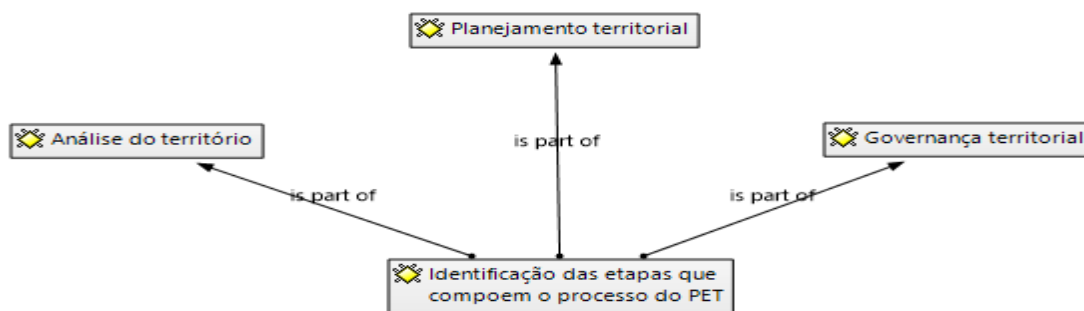 Planejamento territorial
Análise do território
is part of
Governança territorial
is part of
is part of
Identificação das etapas que
compoem o processo do PET